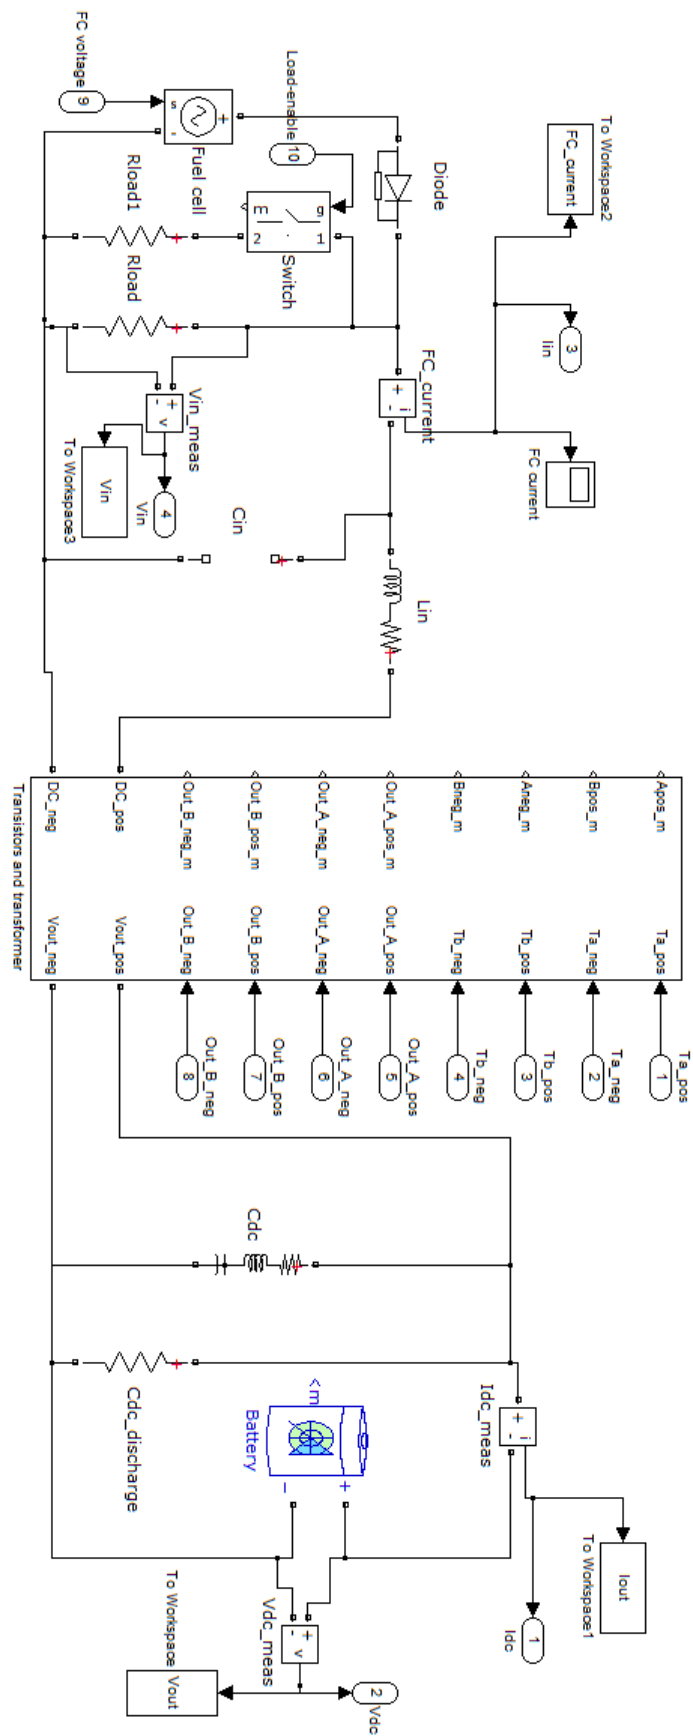 FC voltage
9
s
+
-
Fuel cell
Load-enable
10
g
1
E
2
Switch
Rload1
Rload
Diode
FC_current
To Workspace2
3
Iin
+
-
i
FC_current
FC current
+
-
v
Vin_meas
Vin
To Workspace3
4
Vin
Cin
Lin
Apos_m
Bpos_m
Aneg_m
Bneg_m
Out_A_pos_m
Out_A_neg_m
Out_B_pos_m
Out_B_neg_m
DC_pos
DC_neg
Ta_pos
Ta_neg
Tb_pos
Tb_neg
Out_A_pos
Out_A_neg
Out_B_pos
Out_B_neg
Vout_pos
Vout_neg
Transistors and transformer
1
Ta_pos
2
Ta_neg
3
Tb_pos
4
Tb_neg
5
Out_A_pos
6
Out_A_neg
7
Out_B_pos
8
Out_B_neg
Cdc
Cdc_discharge
+
-
i
Idc_meas
<m
+
-
Battery
Iout
To Workspace1
1
Idc
+
-
v
Vdc_meas
Vout
To Workspace
2
Vdc